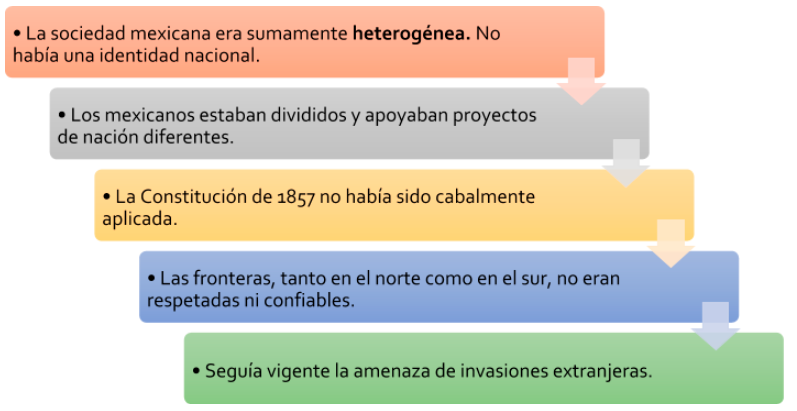 • La sociedad mexicana era sumamente heterogénea. No
había una identidad nacional.
• Los mexicanos estaban divididos y apoyaban proyectos
de nación diferentes.
• La Constitución de 1857 no había sido cabalmente
aplicada.
• Las fronteras, tanto en el norte como en el sur, no eran
respetadas ni confiables.
• Seguía vigente la amenaza de invasiones extranjeras.